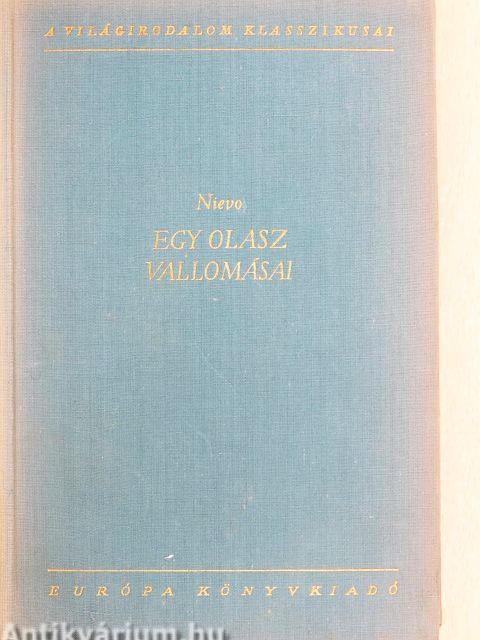 A VILÁGIRODALOM KLASSZIKUSAI
Nievo
EGY OLASZ
VALLOMÁSAI
EURÓPA KÖNYVKIADÓ
Antikvárium.hu